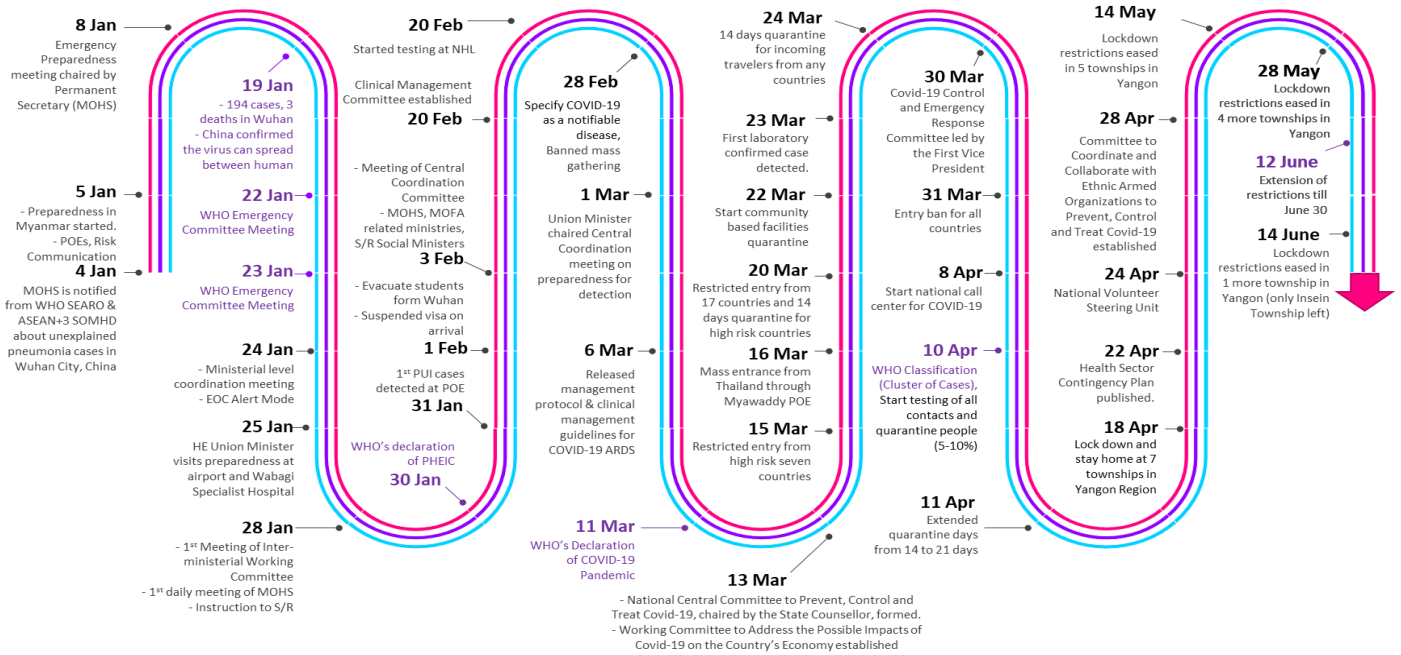 8 Jan
Emergency
Preparedness
meeting chaired by
Permanent
Secretary (MOHS)
5 Jan
- Preparedness in
Myanmar started.
- POEs, Risk
Communication
4 Jan
MOHS is notified
from WHO SEARO &
ASEAN+3 SOMHD
about unexplained
pneumonia cases in
Wuhan City, China
19 Jan
- 194 cases, 3
deaths in Wuhan
- China confirmed
the virus can spread
between human
22 Jan
WHO Emergency
Committee Meeting
23 Jan
WHO Emergency
Committee Meeting
24 Jan
- Ministerial level
coordination meeting
- EOC Alert Mode
25 Jan
HE Union Minister
visits preparedness at
airport and Wabagi
Specialist Hospital
28 Jan
- 1st Meeting of Inter-
ministerial Working
Committee
- 1st daily meeting of MOHS
- Instruction to S/R
20 Feb
Started testing at NHL
Clinical Management
Committee established
20 Feb
- Meeting of Central
Coordination
Committee
- MOHS, MOFA
related ministries,
S/R Social Ministers
3 Feb
- Evacuate students
form Wuhan
- Suspended visa on
arrival
1 Feb
1st PUI cases
detected at POE
31 Jan
WHO's declaration
of PHEIC
30 Jan
28 Feb
Specify COVID-19
as a notifiable
disease,
Banned mass
gathering
1 Mar
Union Minister
chaired Central
Coordination
meeting on
preparedness for
detection
6 Mar
Released
management
protocol & clinical
management
guidelines for
COVID-19 ARDS
11 Mar
WHO's Declaration
of COVID-19
Pandemic
13 Mar
- National Central Committee to Prevent, Control and
Treat Covid-19, chaired by the State Counsellor, formed.
- Working Committee to Address the Possible Impacts of
Covid-19 on the Country's Economy established
24 Mar
14 days quarantine
for incoming
travelers from any
countries
23 Mar
First laboratory
confirmed case
detected.
22 Mar
Start community
based facilities
quarantine
20 Mar
Restricted entry from
17 countries and 14
days quarantine for
high risk countries
16 Mar
Mass entrance from
Thailand through
Myawaddy POE
15 Mar
Restricted entry from
high risk seven
countries
30 Mar
Covid-19 Control
and Emergency
Response
Committee led by
the First Vice
President
31 Mar
Entry ban for all
countries
8 Apr
Start national call
center for COVID-19
10 Apr
WHO Classification
(Cluster of Cases),
Start testing of all
contacts and
quarantine people
(5-10%)
11 Apr
Extended
quarantine days
from 14 to 21 days
14 May
Lockdown
restrictions eased
in 5 townships in
Yangon
28 Apr
Committee to
Coordinate and
Collaborate with
Ethnic Armed
Organizations to
Prevent, Control
and Treat Covid-19
established
24 Apr
National Volunteer
Steering Unit
22 Apr
Health Sector
Contingency Plan
published.
18 Apr
Lock down and
stay home at 7
townships in
Yangon Region
28 May
Lockdown
restrictions eased in
4 more townships in
Yangon
12 June
Extension of
restrictions till
June 30
14 June
Lockdown
restrictions eased in
1 more township in
Yangon (only Insein
Township left)